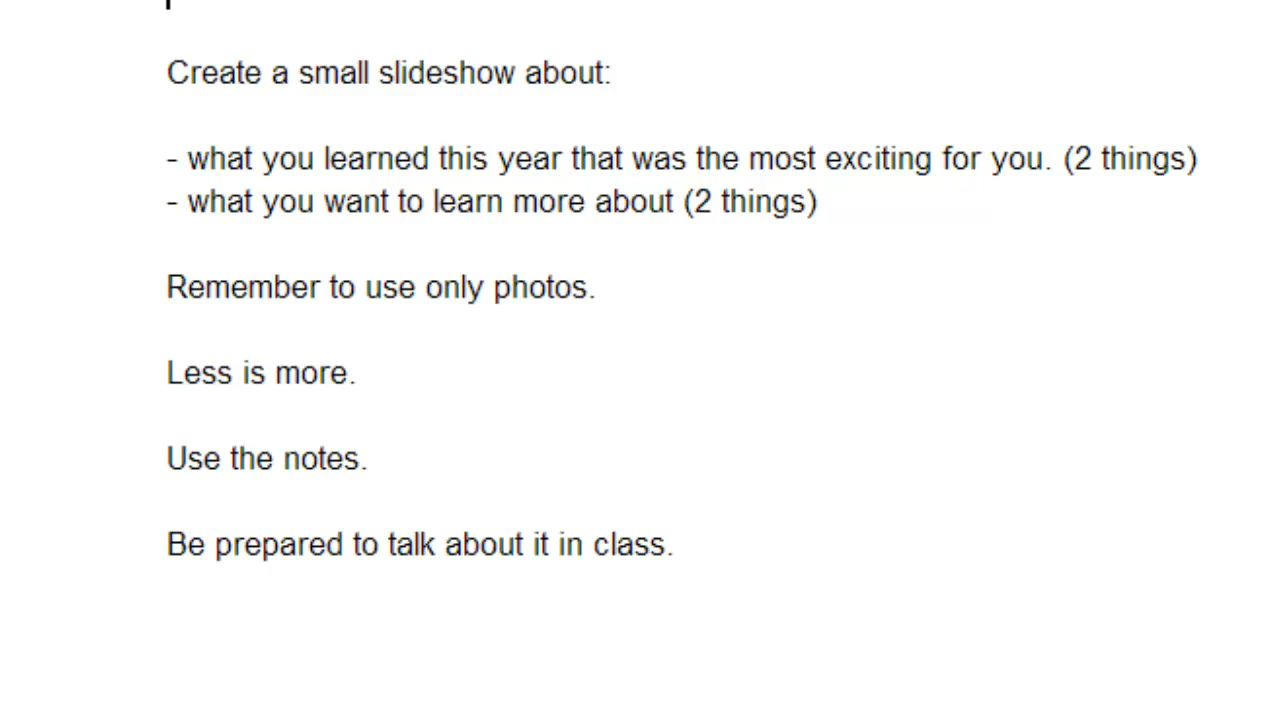 Create a small slideshow about:
- what you learned this year that was the most exciting for you. (2 things)
- what you want to learn more about (2 things)
Remember to use only photos.
Less is more.
Use the notes.
Be prepared to talk about it in class.